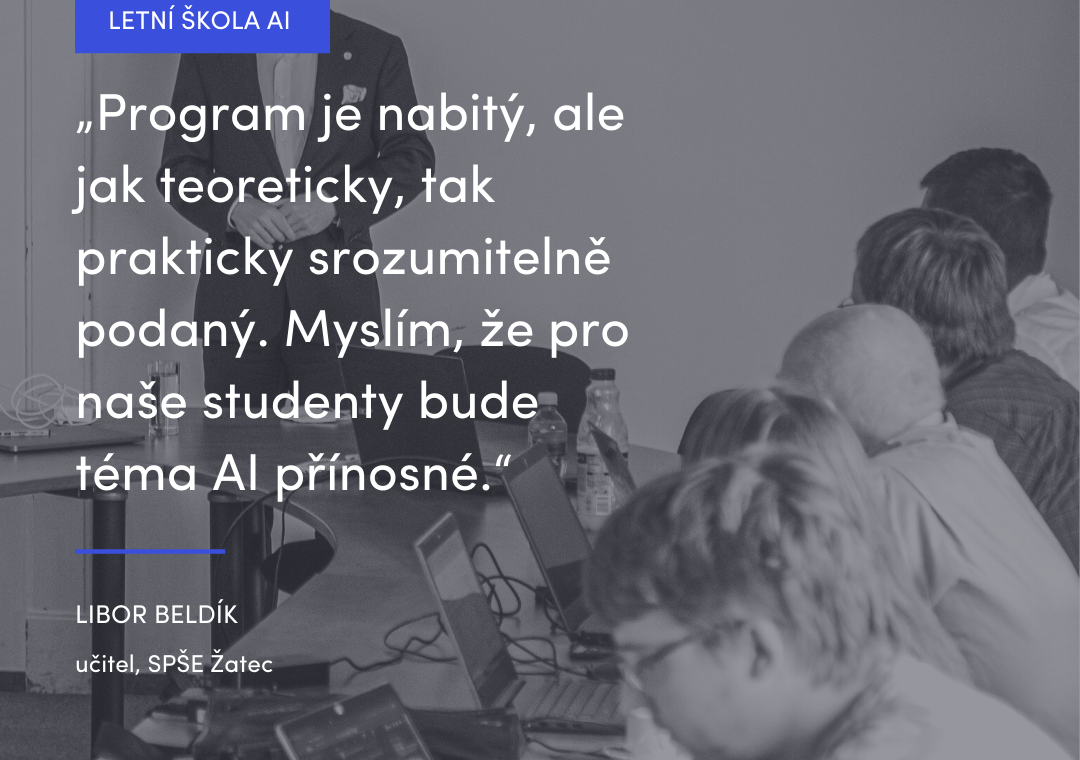 LETNÍ ŠKOLA AI
„Program je nabitý, ale
jak teoreticky, tak
prakticky srozumitelně
podaný. Myslím, že pro
naše studenty bude
téma AI přínosné.“
LIBOR BELDÍK
učitel, SPŠE Žatec